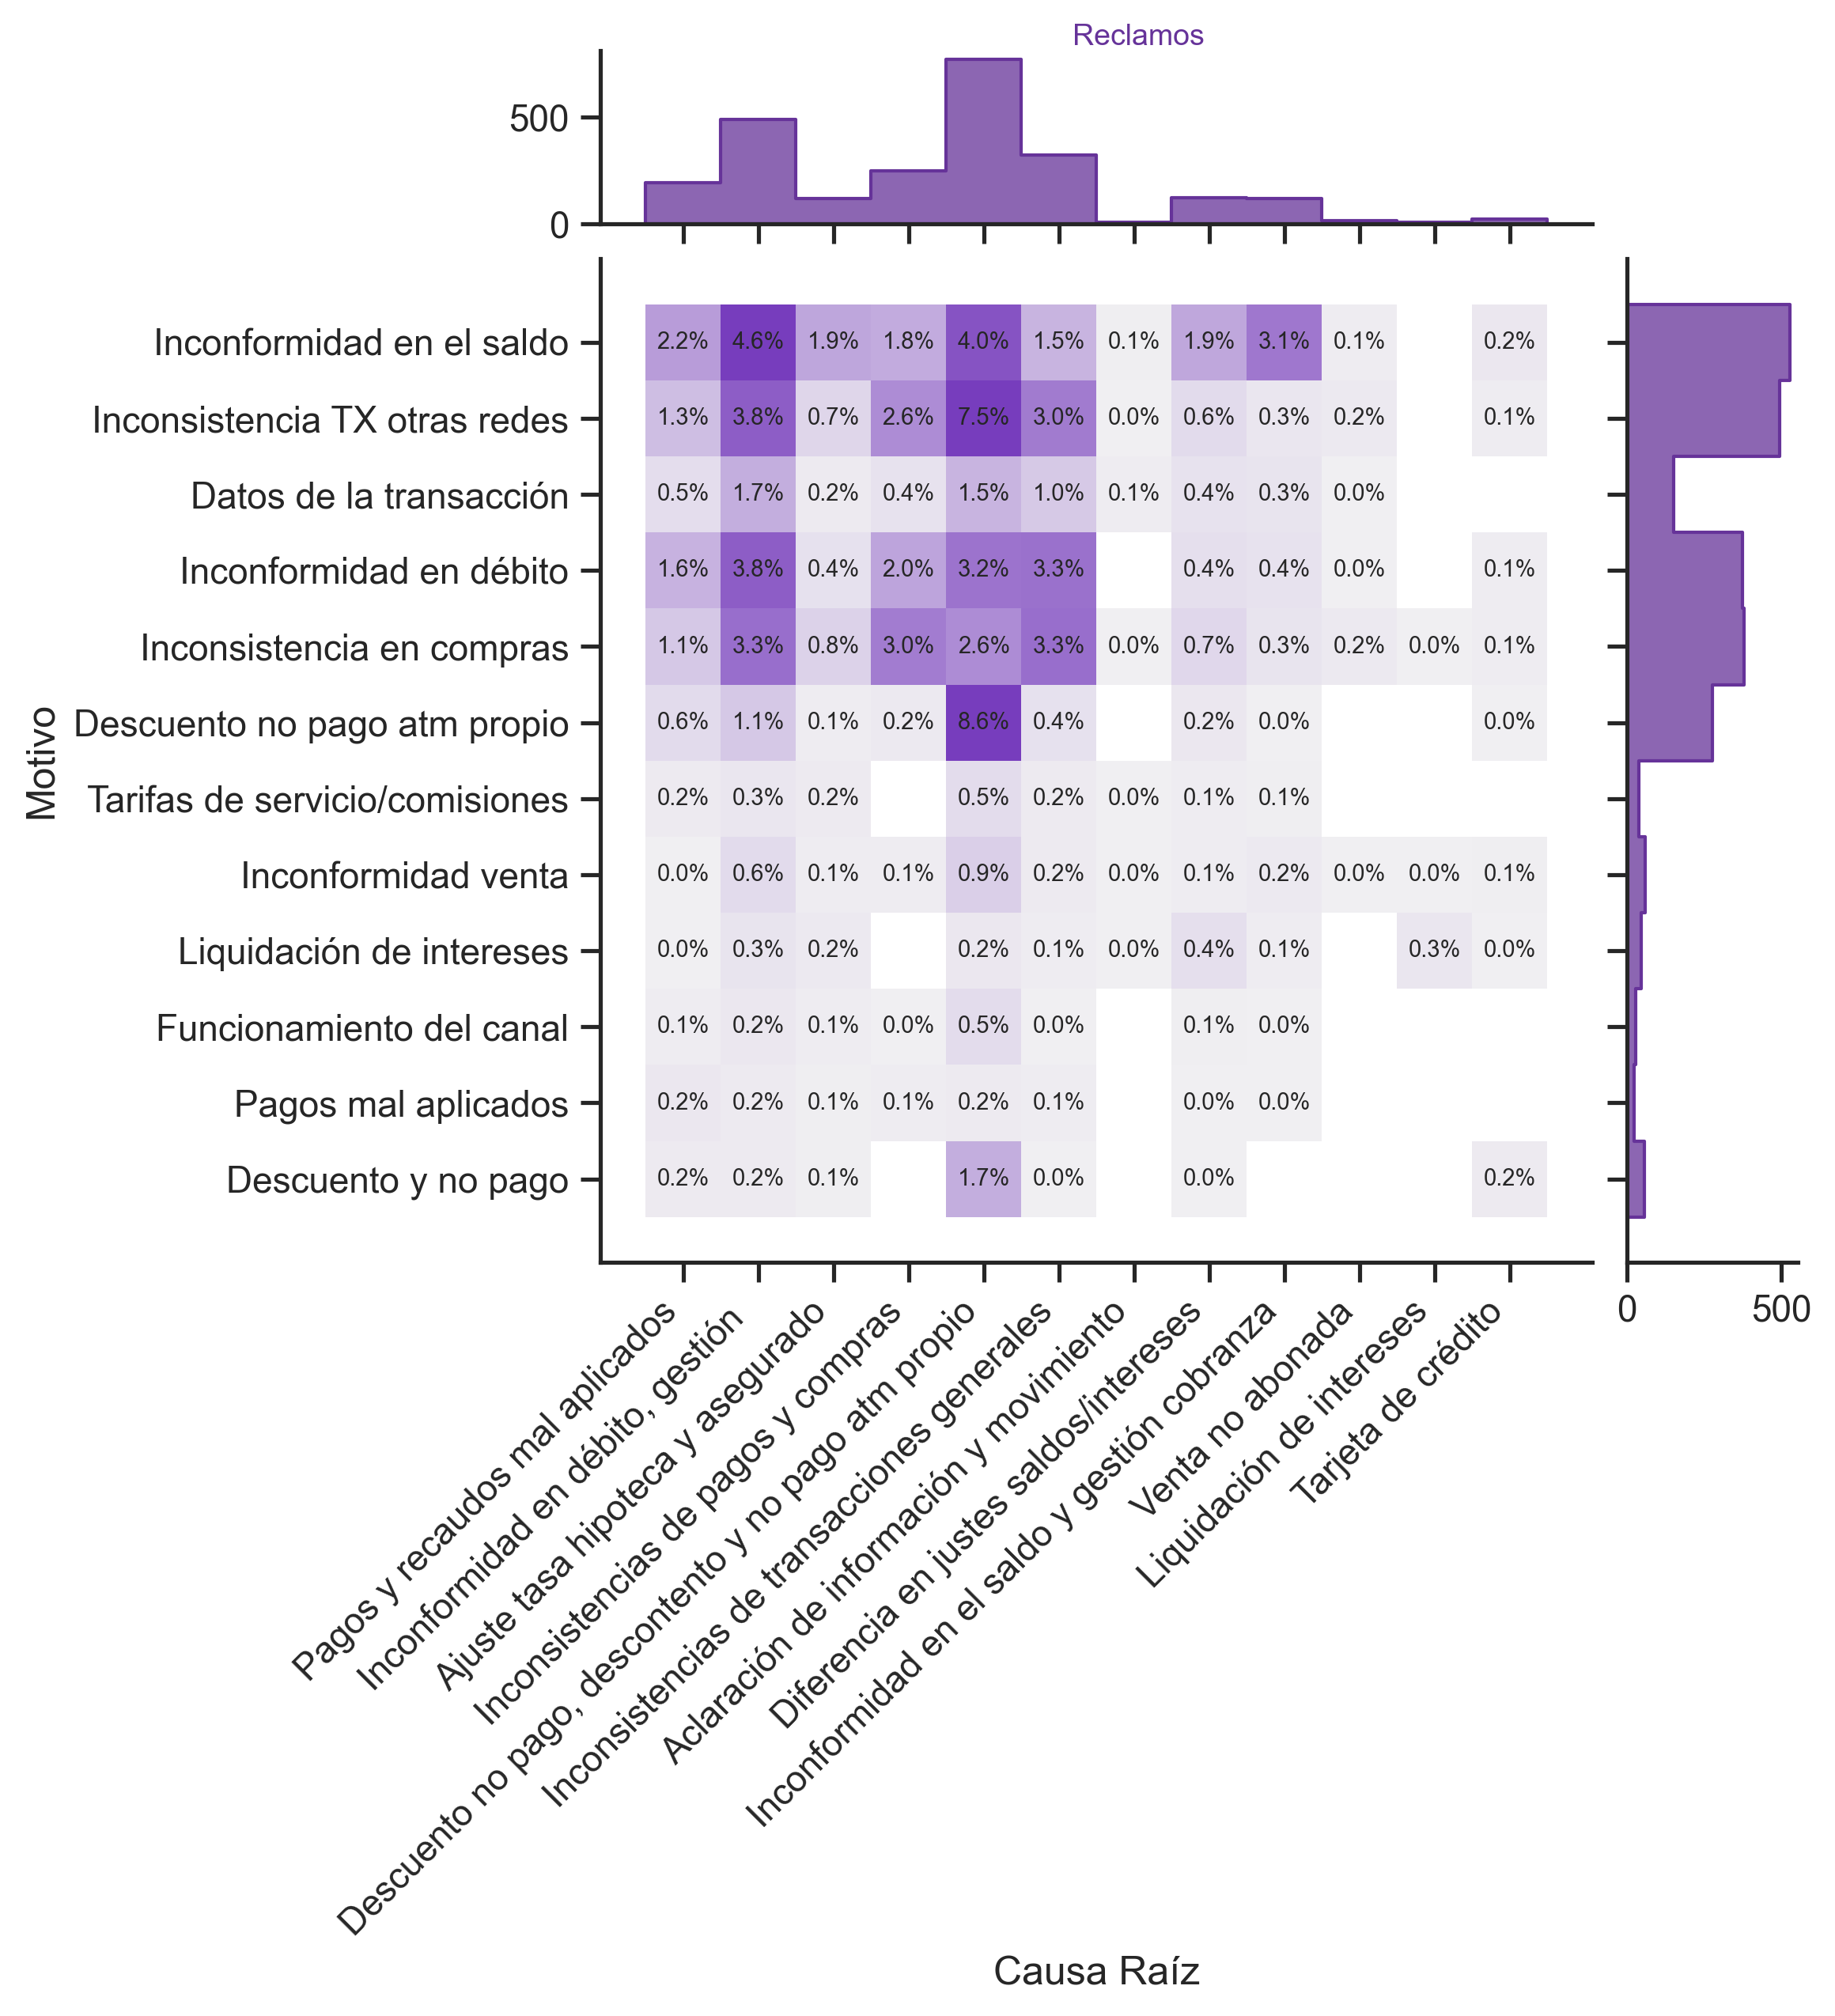 Reclamos
500
0
Motivo
Inconformidad en el saldo 2.2% 4.6% 1.9% 1.8% 4.0% 1.5% 0.1% 1.9% 3.1% 0.1% 0.2%
Inconsistencia TX otras redes 1.3% 3.8% 0.7% 2.6% 7.5% 3.0% 0.0% 0.6% 0.3% 0.2% 0.1%
Datos de la transacción 0.5% 1.7% 0.2% 0.4% 1.5% 1.0% 0.1% 0.4% 0.3% 0.0%
Inconformidad en débito 1.6% 3.8% 0.4% 2.0% 3.2% 3.3% 0.4% 0.4% 0.0% 0.1%
Inconsistencia en compras 1.1% 3.3% 0.8% 3.0% 2.6% 3.3% 0.0% 0.7% 0.3% 0.2% 0.0% 0.1%
Descuento no pago atm propio 0.6% 1.1% 0.1% 0.2% 8.6% 0.4% 0.2% 0.0% 0.0%
Tarifas de servicio/comisiones 0.2% 0.3% 0.2% 0.5% 0.2% 0.0% 0.1% 0.1%
Inconformidad venta 0.0% 0.6% 0.1% 0.1% 0.9% 0.2% 0.0% 0.1% 0.2% 0.0% 0.0% 0.1%
Liquidación de intereses 0.0% 0.3% 0.2% 0.2% 0.1% 0.0% 0.4% 0.1% 0.3% 0.0%
Funcionamiento del canal 0.1% 0.2% 0.1% 0.0% 0.5% 0.0% 0.1% 0.0%
Pagos mal aplicados 0.2% 0.2% 0.1% 0.1% 0.2% 0.1% 0.0% 0.0%
Descuento y no pago 0.2% 0.2% 0.1% 1.7% 0.0% 0.0% 0.2%
0 500
Pagos y recaudos mal aplicados
Inconformidad en débito, gestión
Ajuste tasa hipoteca y asegurado
Inconsistencias de pagos y compras
Descuento no pago, descontento y no pago atm propio
Inconsistencias de transacciones generales
Aclaración de información y movimiento
Diferencia en justes saldos/intereses
Inconformidad en el saldo y gestión cobranza
Venta no abonada
Liquidación de intereses
Tarjeta de crédito
Causa Raíz